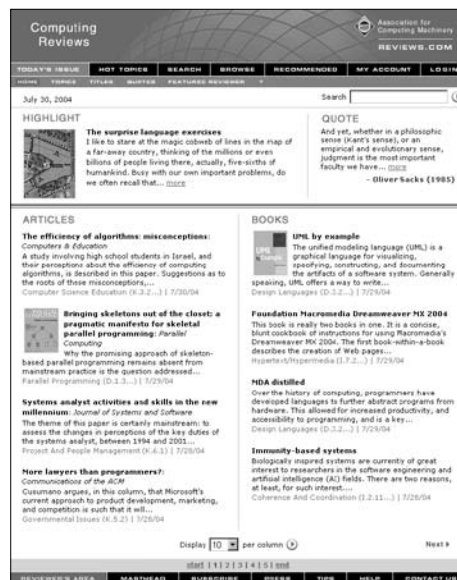 Computing
Reviews
Association for
Computing Machinery
REVIEWS.COM
TODAY'S ISSUE HOT TOPICS SEARCH BROWSE RECOMMENDED MY ACCOUNT LOGIN
HOME TOPICS TITLES QUOTES FEATURED REVIEWER
July 30, 2004
Search
HIGHLIGHT
The surprise language exercises
I like to stare at the magic cobweb of lines in the map of
a far-away country, thinking of the millions or even
billions of people living there, actually, five-sixths of
humankind. Busy with our own important problems, do
we often recall that... more
QUOTE
And yet, whether in a philosophic
sense (Kant's sense), or an
empirical and evolutionary sense,
judgment is the most important
faculty we have... more
- Oliver Sacks (1985)
ARTICLES
The efficiency of algorithms: misconceptions:
Computers & Education
A study involving high school students in Israel, and
their perceptions about the efficiency of computing
algorithms, is described in this paper. Suggestions as to
the roots of those misconceptions,...
Computer Science Education (K.3.2...) | 7/30/04
Bringing skeletons out of the closet: a
pragmatic manifesto for skeletal
parallel programming: Parallel
Computing
Why the promising approach of skeleton-
based parallel programming remains absent from
mainstream practice is the question addressed...
Parallel Programming (D.1.3...) | 7/29/04
Systems analyst activities and skills in the new
millennium: Journal of Systems and Software
The theme of this paper is certainly mainstream: to
assess the changes in perceptions of the key duties of
the systems analyst, between 1994 and 2001...
Project And People Management (K.6.1) | 7/28/04
More lawyers than programmers?:
Communications of the ACM
Cusumano argues, in this column, that Microsoft's
current approach to product development, marketing,
and competition is such that it will...
Governmental Issues (K.5.2) | 7/28/04
BOOKS
UML by example
The unified modeling language (UML) is a
graphical language for visualizing,
specifying, constructing, and documenting
the artifacts of a software system. Generally
speaking, UML offers a way to write...
Design Languages (D.3.2...) | 7/29/04
Foundation Macromedia Dreamweaver MX 2004
This book is really two books in one. It is a concise,
blunt cookbook of instructions for using Macromedia's
Dreamweaver MX 2004. The first book-within-a-book
describes the creation of Web pages...
Hypertext/Hypermedia (I.7.2...) | 7/29/04
MDA distilled
Over the history of computing, programmers have
developed languages to further abstract programs from
hardware. This allowed for increased productivity, and
accessibility to programming, and is a key...
Design Languages (D.3.2...) | 7/29/04
Immunity-based systems
Biologically inspired systems are currently of great
interest to researchers in the software engineering and
artificial intelligence (AI) fields. There are two reasons,
at least, for such interest....
Coherence And Coordination (I.2.11...) | 7/28/04
Display 10 per column
Next
start | 1 | 2 | 3 | 4 | 5 | end
REVIEWER'S AREA MASTHEAD SUBSCRIBE PRESS TIPS HELP CONTACT US